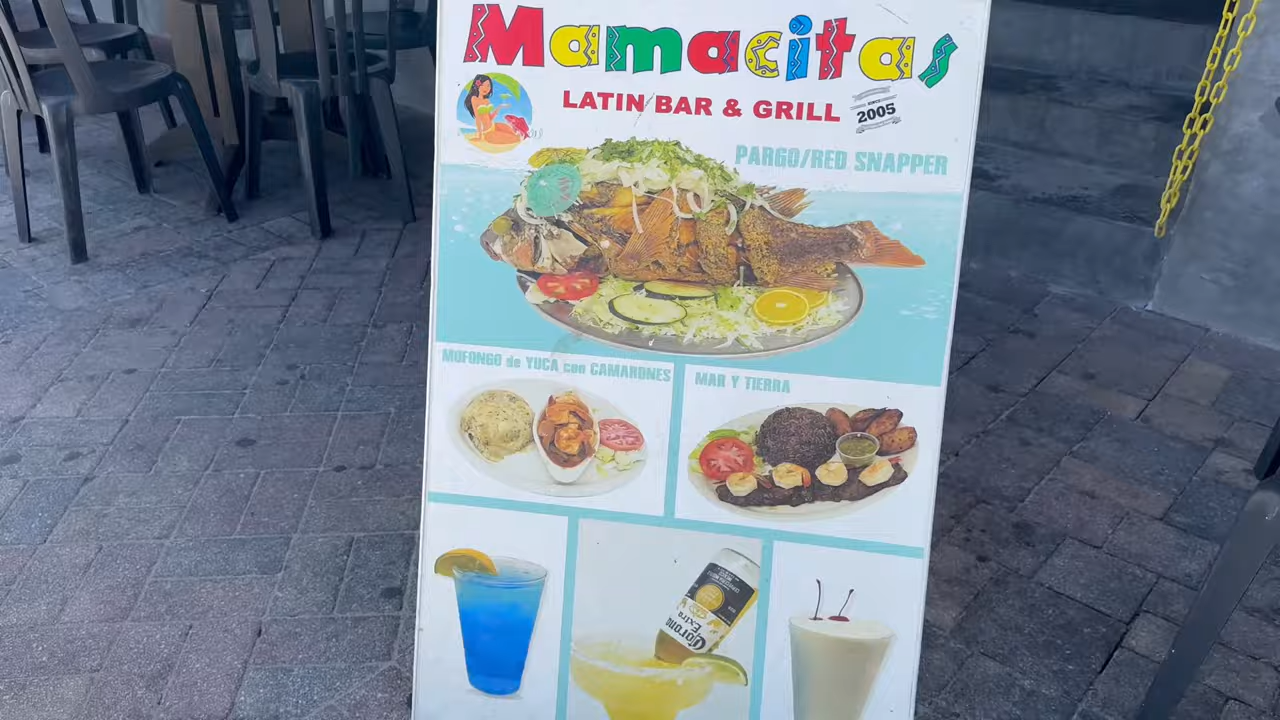 Mamacitas
LATIN BAR & GRILL
2005
PARGO/RED SNAPPER
MOFONGO de YUCA con CAMARONES
MAR Y TIERRA
Corona
Extra